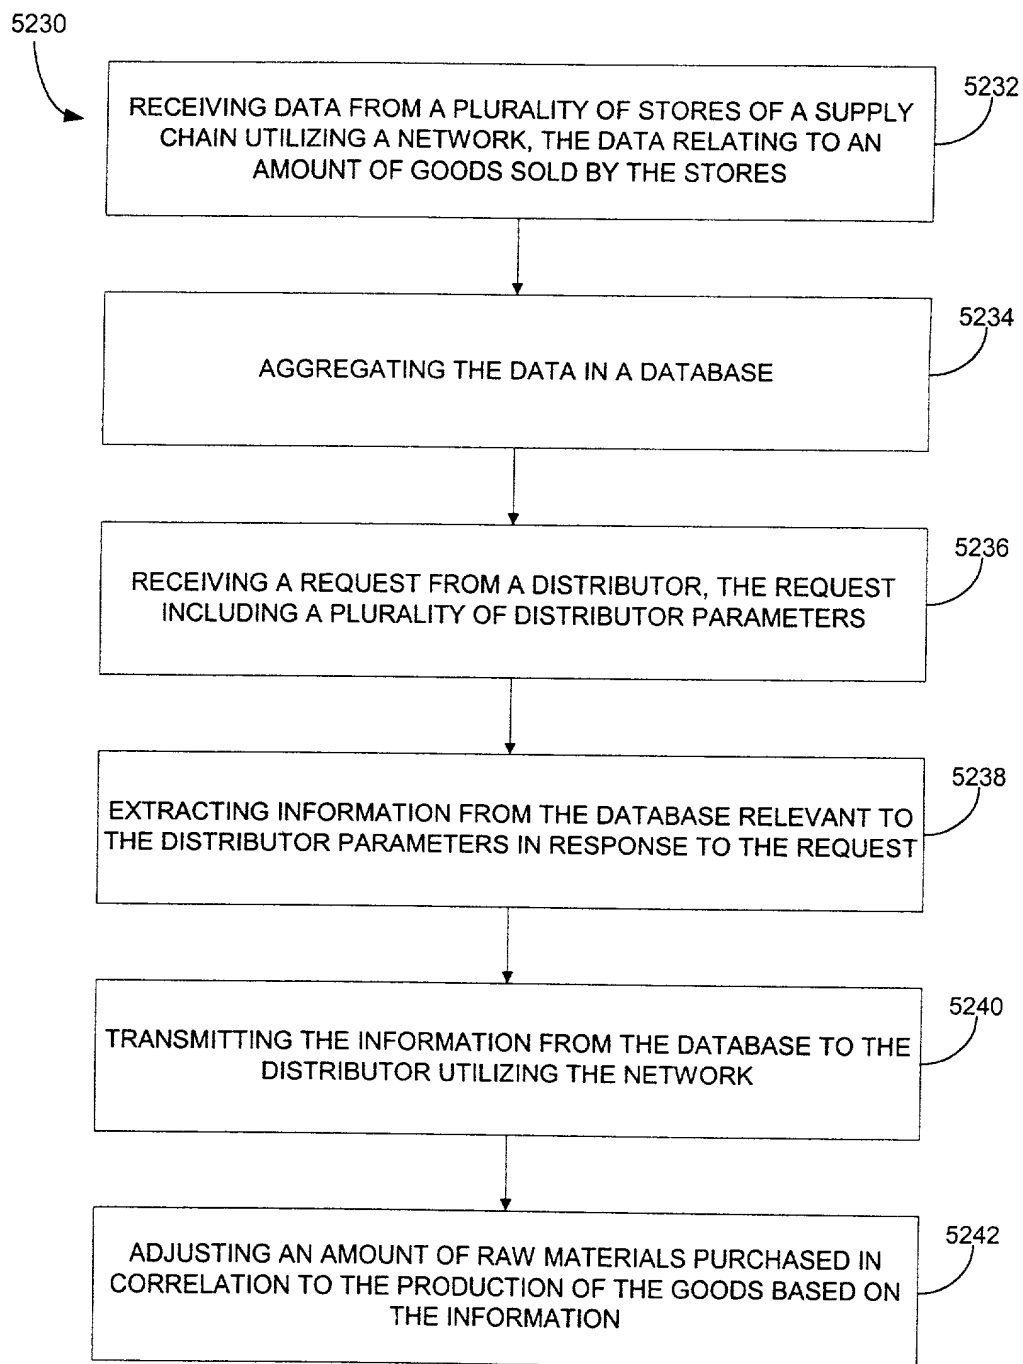 5230
RECEIVING DATA FROM A PLURALITY OF STORES OF A SUPPLY
CHAIN UTILIZING A NETWORK, THE DATA RELATING TO AN
AMOUNT OF GOODS SOLD BY THE STORES
5232
AGGREGATING THE DATA IN A DATABASE
5234
RECEIVING A REQUEST FROM A DISTRIBUTOR, THE REQUEST
INCLUDING A PLURALITY OF DISTRIBUTOR PARAMETERS
5236
EXTRACTING INFORMATION FROM THE DATABASE RELEVANT TO
THE DISTRIBUTOR PARAMETERS IN RESPONSE TO THE REQUEST
5238
TRANSMITTING THE INFORMATION FROM THE DATABASE TO THE
DISTRIBUTOR UTILIZING THE NETWORK
5240
ADJUSTING AN AMOUNT OF RAW MATERIALS PURCHASED IN
CORRELATION TO THE PRODUCTION OF THE GOODS BASED ON
THE INFORMATION
5242